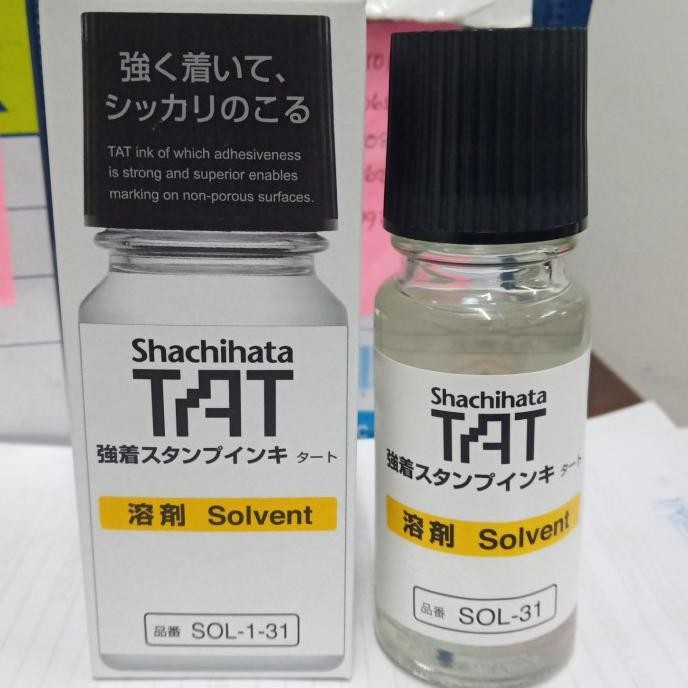 強く着いて、
シッカリのこる
TAT ink of which adhesiveness
is strong and superior enables
marking on non-porous surfaces.
Shachihata
TAT
強着スタンプインキ タート
溶剤 Solvent
品番 SOL-1-31
Shachihata
TAT
強着スタンプインキ タート
溶剤 Solvent
品番 SOL-31